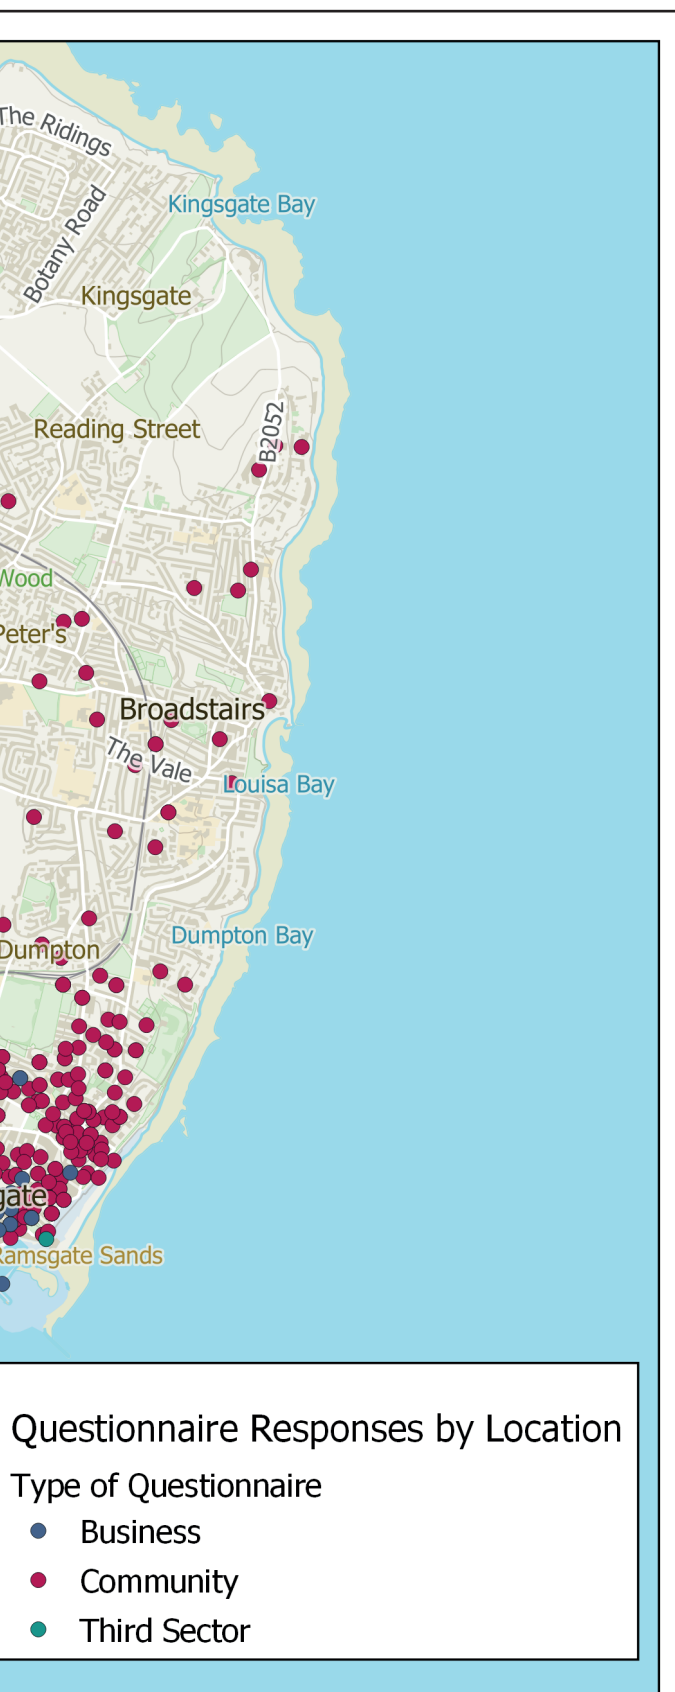 The Ridings
Kingsgate Bay
Botany Road
Kingsgate
B2052
Reading Street
Wood
Peter's
Broadstairs
The Vale
Louisa Bay
Dumpton Bay
Dumpton
gate
Ramsgate Sands
Questionnaire Responses by Location
Type of Questionnaire
Business
Community
Third Sector